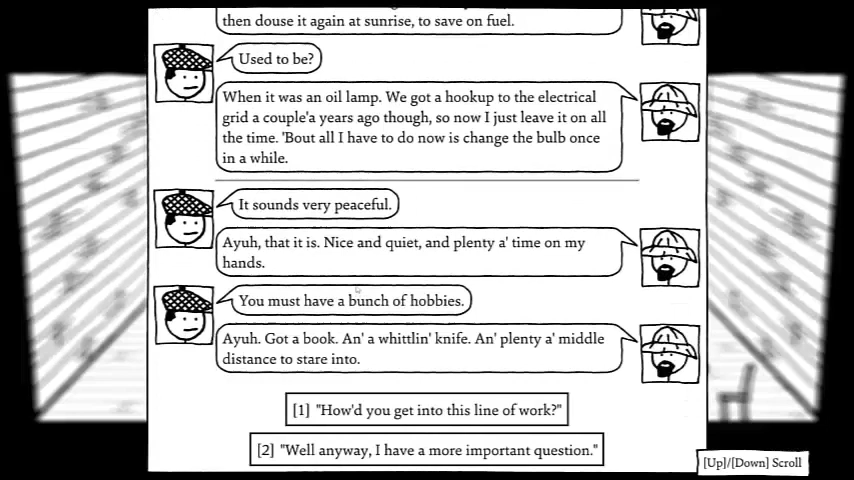 then douse it again at sunrise, to save on fuel.
Used to be?
When it was an oil lamp. We got a hookup to the electrical
grid a couple'a years ago though, so now I just leave it on all
the time. 'Bout all I have to do now is change the bulb once
in a while.
It sounds very peaceful.
Ayuh, that it is. Nice and quiet, and plenty a' time on my
hands.
You must have a bunch of hobbies.
Ayuh. Got a book. An' a whittlin' knife. An' plenty a' middle
distance to stare into.
[1] "How'd you get into this line of work?"
[2] "Well anyway, I have a more important question."
[Up]/[Down] Scroll